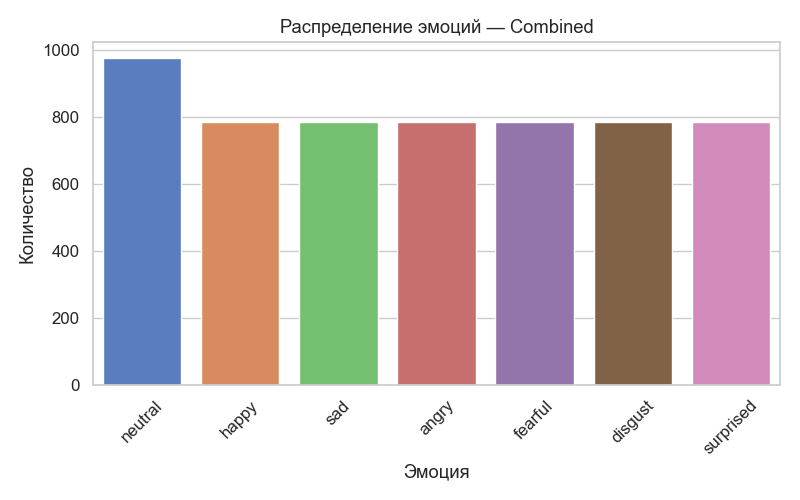 Распределение эмоций — Combined
Количество
1000
800
600
400
200
0
neutral
happy
sad
angry
fearful
disgust
surprised
Эмоция